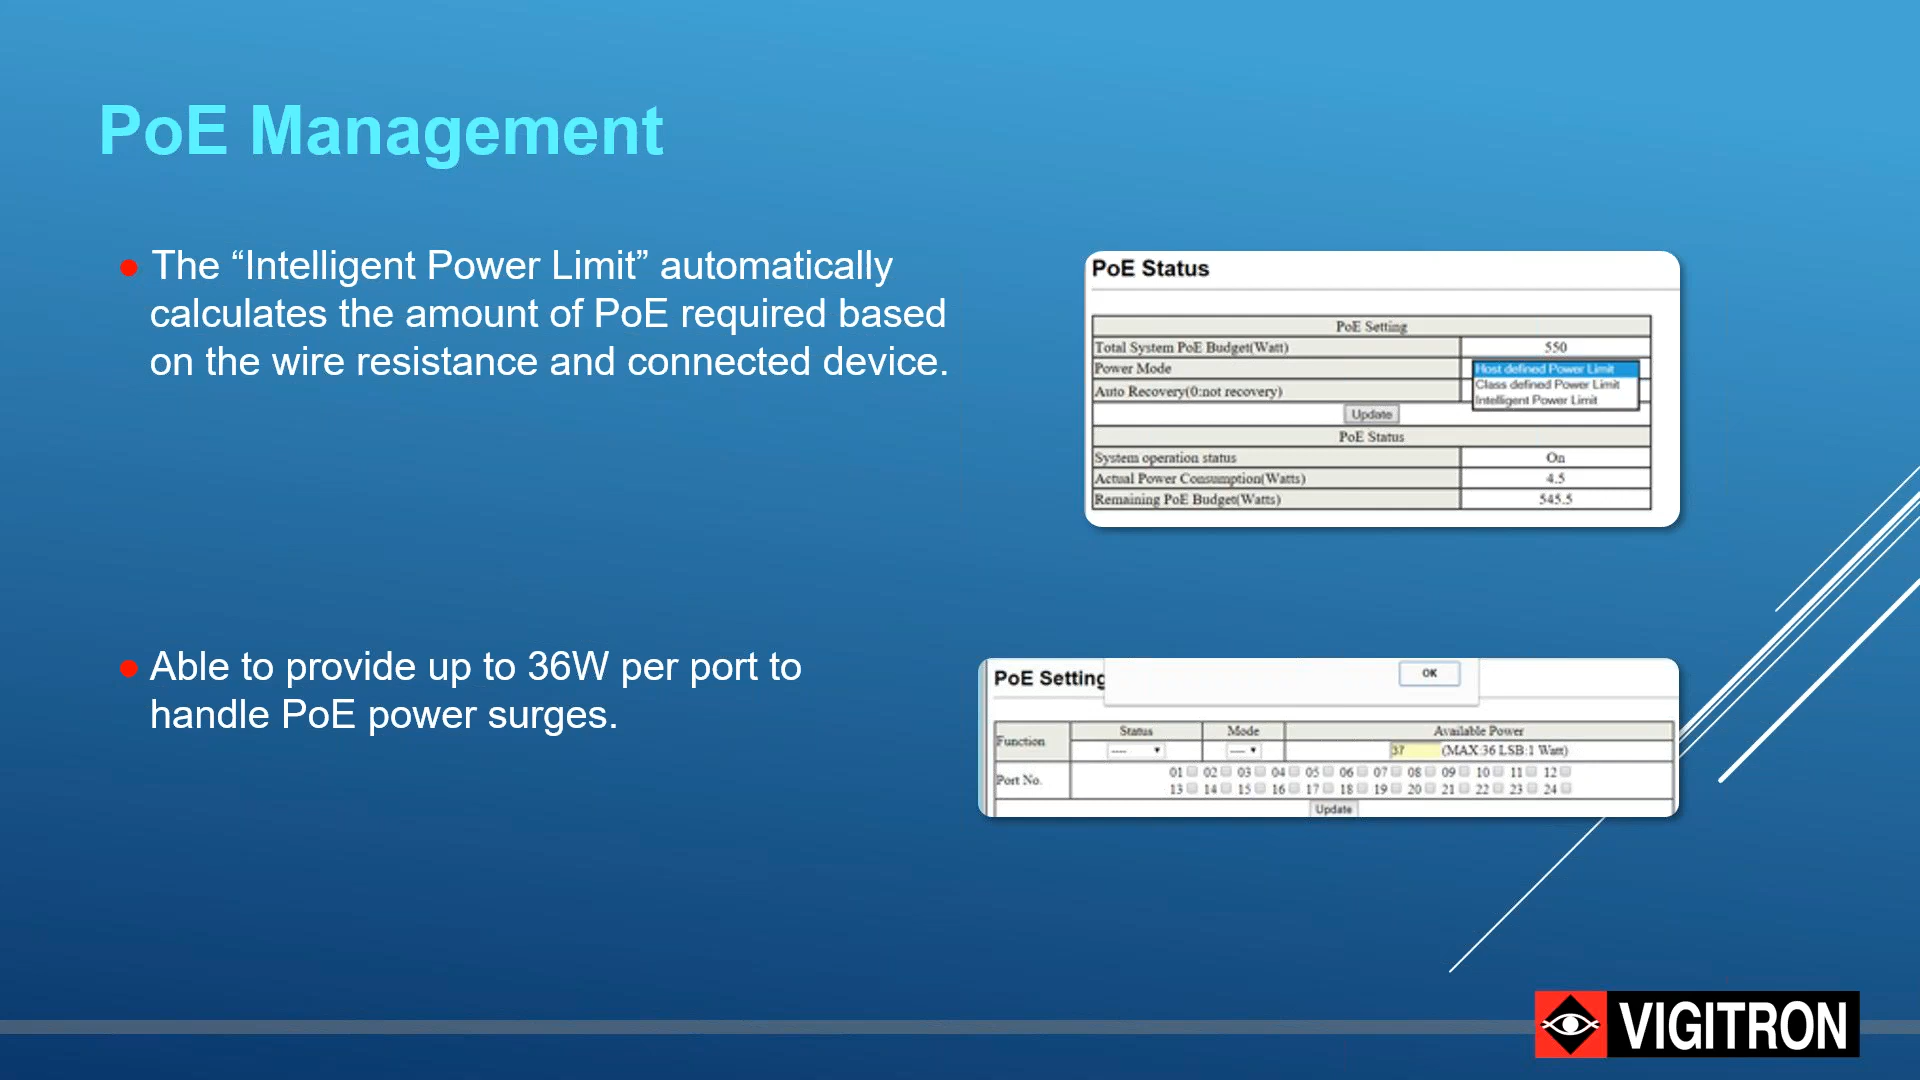 PoE Management
The “Intelligent Power Limit” automatically
calculates the amount of PoE required based
on the wire resistance and connected device.
PoE Status
PoE Setting
Total System PoE Budget(Watt) 550
Power Mode Host defined Power Limit
Class defined Power Limit
Auto Recovery(0:not recovery) Intelligent Power Limit
Update
PoE Status
System operation status On
Actual Power Consumption(Watts) 4.5
Remaining PoE Budget(Watts) 545.5
Able to provide up to 36W per port to
handle PoE power surges.
PoE Setting OK
Function Status Mode Available Power
---- ---- 37 (MAX:36 LSB:1 Watt)
Port No. 01 02 03 04 05 06 07 08 09 10 11 12
13 14 15 16 17 18 19 20 21 22 23 24
Update
VIGITRON